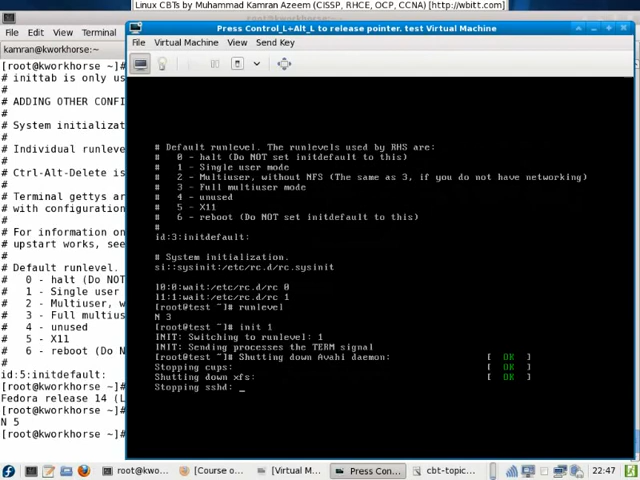 Linux CBTs by Muhammad Kamran Azeem (CISSP, RHCE, OCP, CCNA) [http://wbitt.com]
root@kworkhorse:~
File Edit View Search Terminal
kamran@kworkhorse:~
[root@kworkhorse ~]#
# inittab is only us
#
# ADDING OTHER CONFI
#
# System initializat
#
# Individual runleve
#
# Ctrl-Alt-Delete is
#
# Terminal gettys ar
# with configuration
#
# For information on
# upstart works, see
#
# Default runlevel.
#   0 - halt (Do NOT
#   1 - Single user
#   2 - Multiuser,
#   3 - Full multiuser
#   4 - unused
#   5 - X11
#   6 - reboot (Do NOT
#
id:5:initdefault:
[root@kworkhorse ~]#
Fedora release 14 (L
[root@kworkhorse ~]#
N 5
[root@kworkhorse ~]#
Press Control_L+Alt_L to release pointer. test Virtual Machine
File Virtual Machine View Send Key
# Default runlevel. The runlevels used by RHS are:
#   0 - halt (Do NOT set initdefault to this)
#   1 - Single user mode
#   2 - Multiuser, without NFS (The same as 3, if you do not have networking)
#   3 - Full multiuser mode
#   4 - unused
#   5 - X11
#   6 - reboot (Do NOT set initdefault to this)
#
id:3:initdefault:
# System initialization.
si::sysinit:/etc/rc.d/rc.sysinit
l0:0:wait:/etc/rc.d/rc 0
l1:1:wait:/etc/rc.d/rc 1
[root@test ~]# runlevel
N 3
[root@test ~]# init 1
INIT: Switching to runlevel: 1
INIT: Sending processes the TERM signal
[root@test ~]# Shutting down Avahi daemon: [ OK ]
Stopping cups: [ OK ]
Shutting down xfs: [ OK ]
Stopping sshd: _
root@kwo...
[Course o...
[Virtual M...
Press Con...
cbt-topic...
22:47